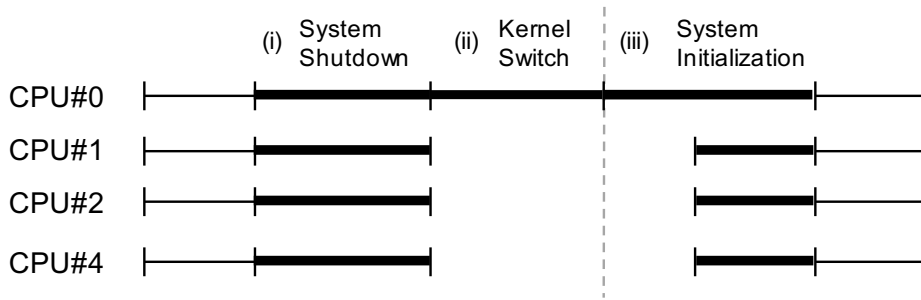 (i) System
Shutdown
(ii) Kernel
Switch
(iii) System
Initialization
CPU#0
CPU#1
CPU#2
CPU#4